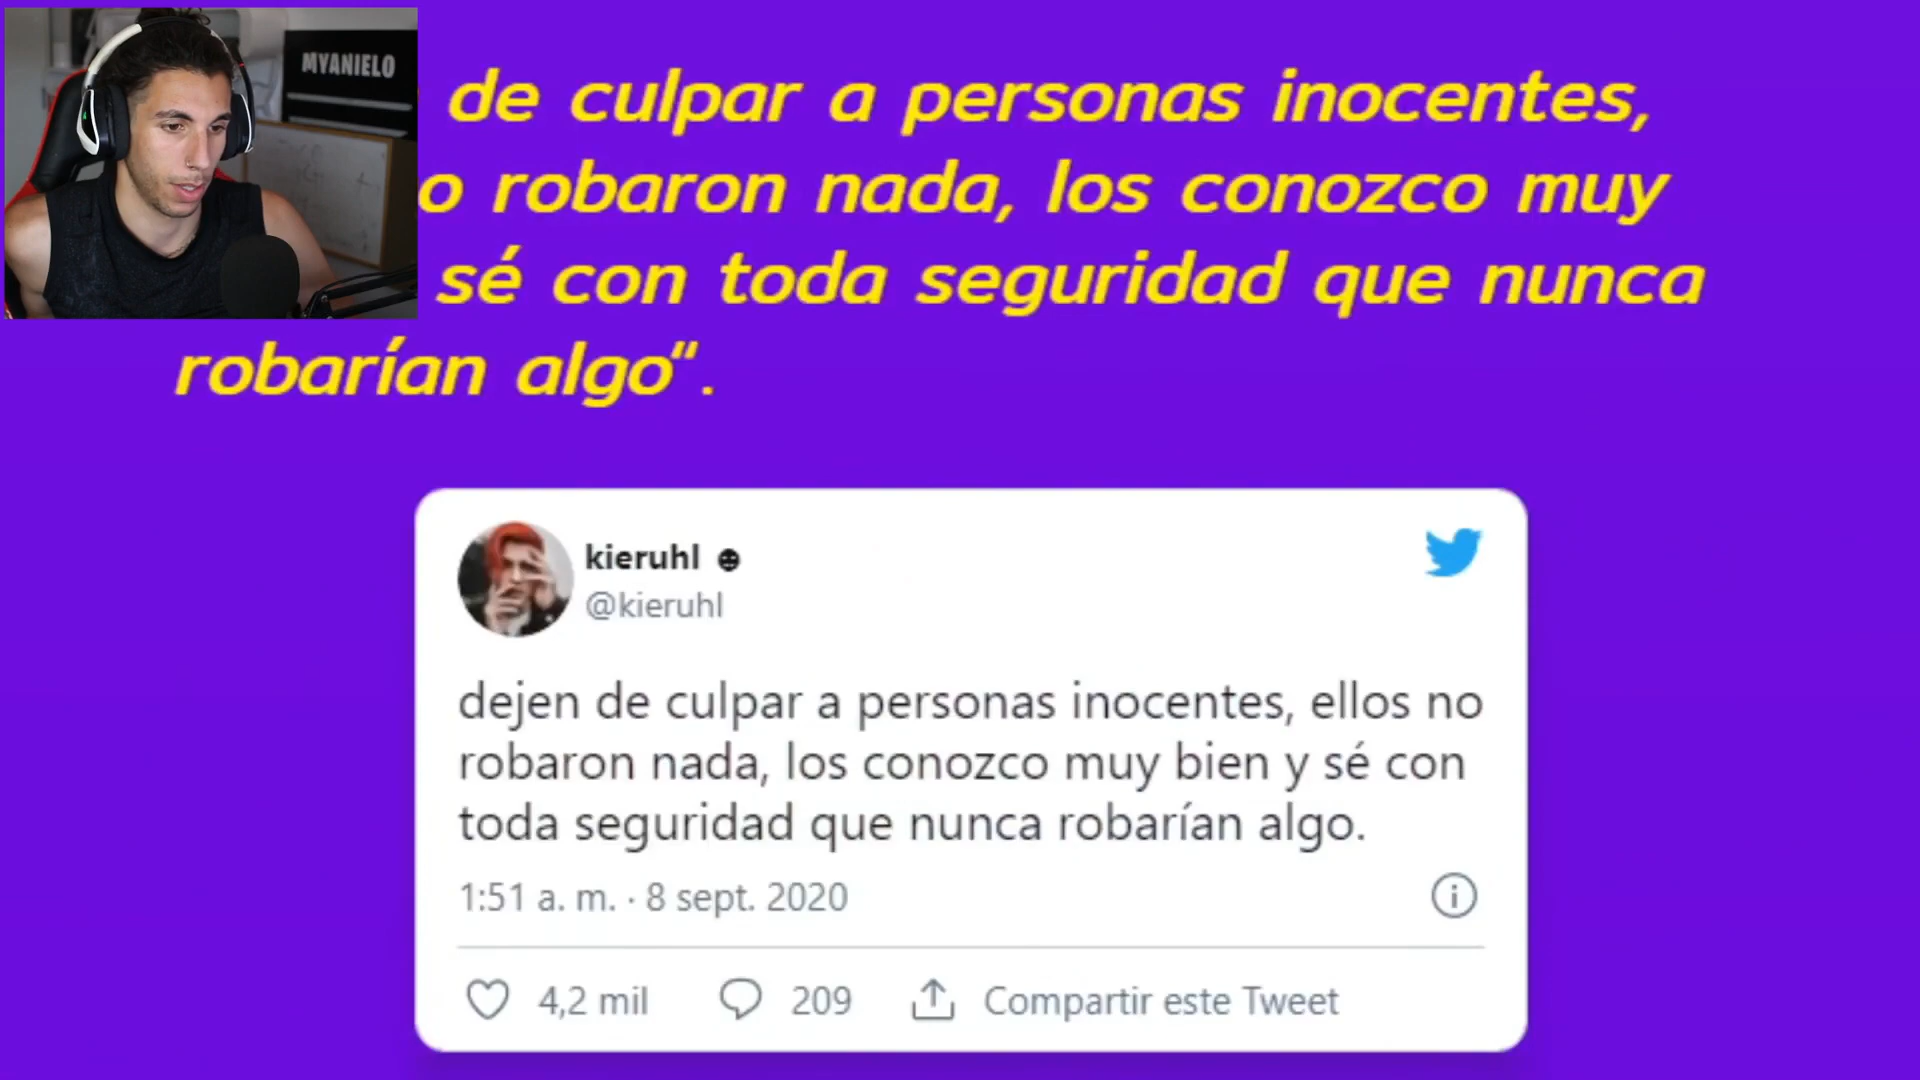 MYANIELO
de culpar a personas inocentes,
o robaron nada, los conozco muy
sé con toda seguridad que nunca
robarían algo“.
kieruhl ☻
@kieruhl
dejen de culpar a personas inocentes, ellos no
robaron nada, los conozco muy bien y sé con
toda seguridad que nunca robarían algo.
1:51 a. m. · 8 sept. 2020
4,2 mil 209 Compartir este Tweet